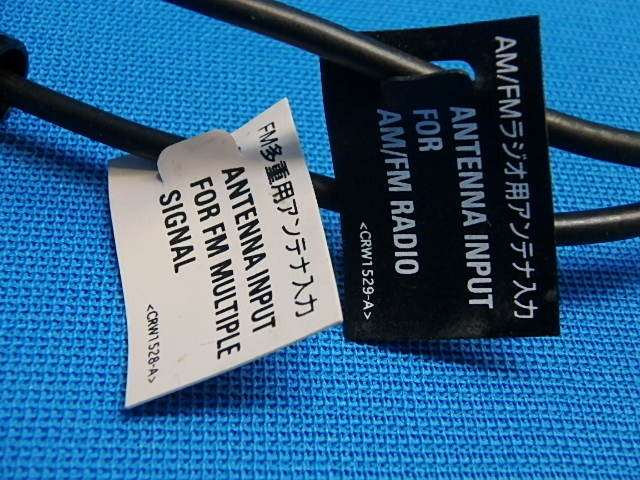 FM多重用アンテナ入力
ANTENNA INPUT
FOR FM MULTIPLE
SIGNAL
<CRW1528-A>
AM/FMラジオ用アンテナ入力
ANTENNA INPUT
FOR
AM/FM RADIO
<CRW1529-A>